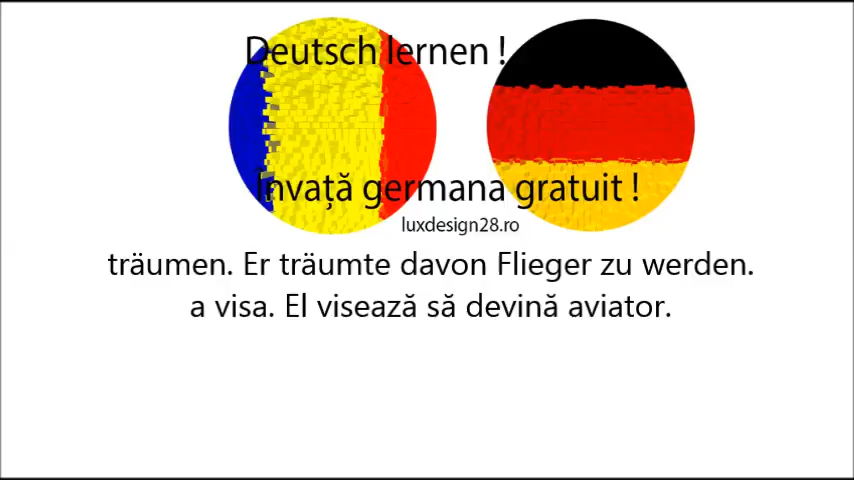 Deutsch lernen !
Invață germana gratuit !
luxdesign28.ro
träumen. Er träumte davon Flieger zu werden.
a visa. El visează să devină aviator.